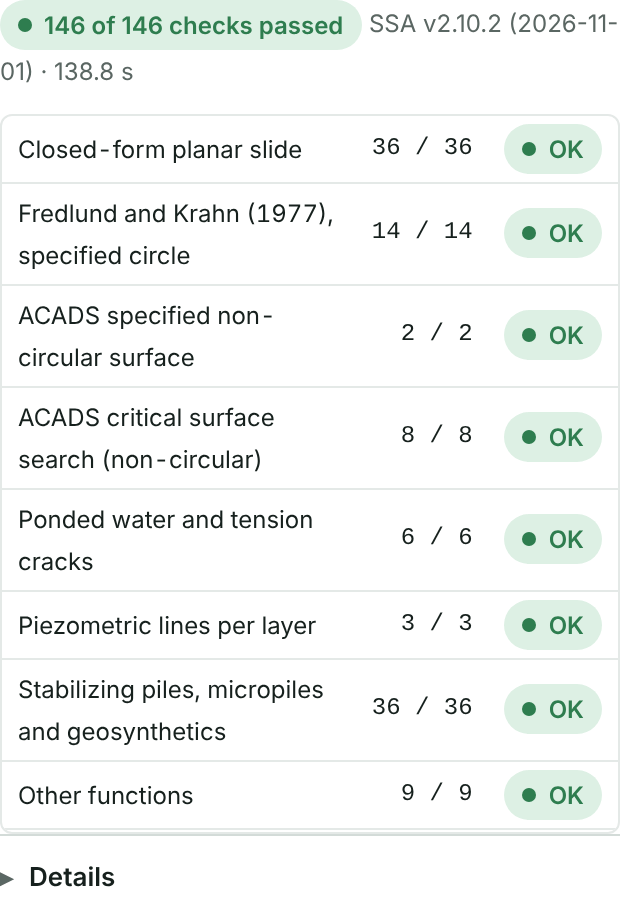 146 of 146 checks passed SSA v2.10.2 (2026-11-
01) · 138.8 s
Closed-form planar slide 36 / 36 OK
Fredlund and Krahn (1977), 
specified circle 14 / 14 OK
ACADS specified non-
circular surface 2 / 2 OK
ACADS critical surface
search (non-circular) 8 / 8 OK
Ponded water and tension
cracks 6 / 6 OK
Piezometric lines per layer 3 / 3 OK
Stabilizing piles, micropiles
and geosynthetics 36 / 36 OK
Other functions 9 / 9 OK
Details